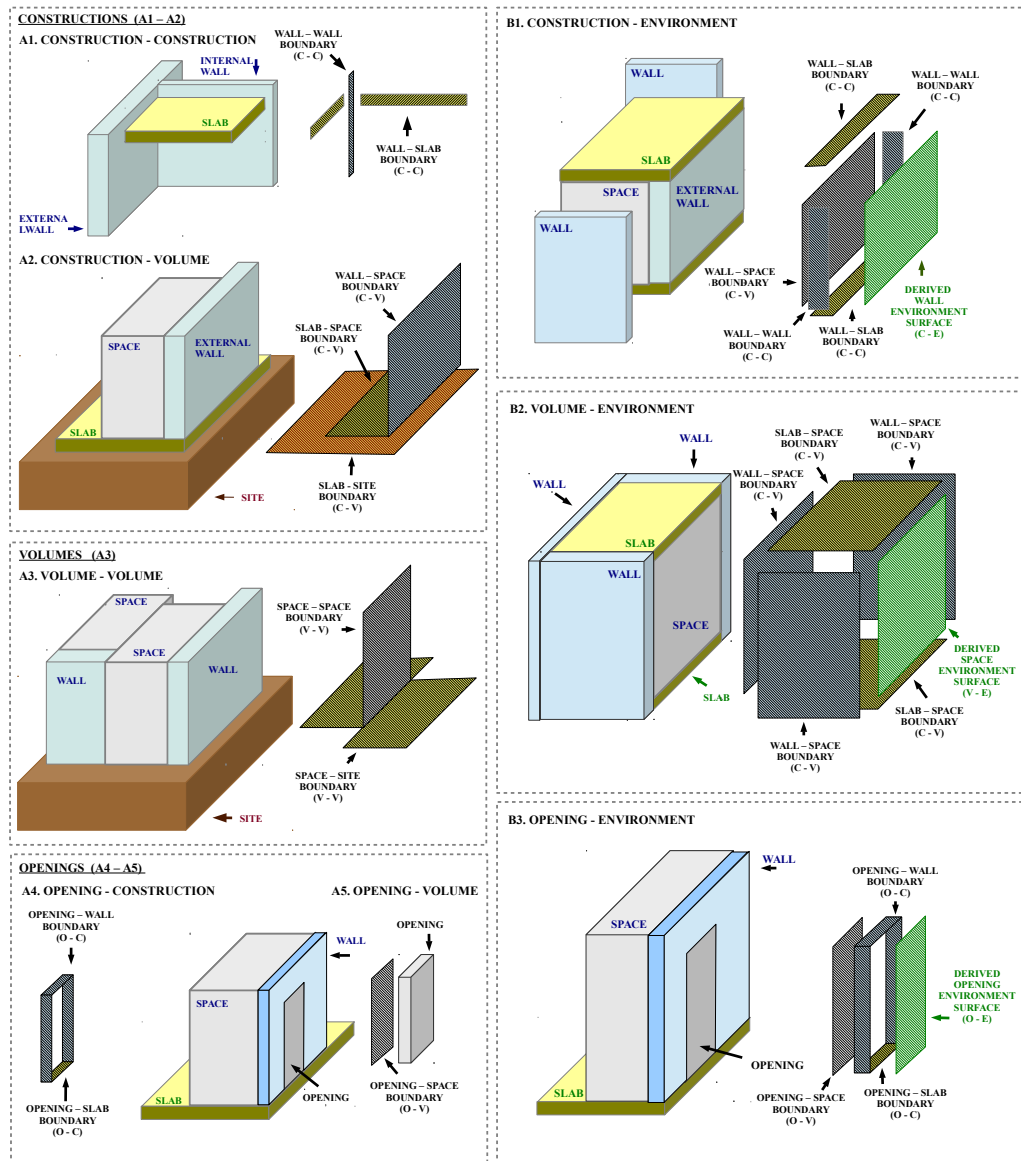 CONSTRUCTIONS (A1 – A2)
A1. CONSTRUCTION - CONSTRUCTION
INTERNAL
WALL
SLAB
EXTERNA
LWALL
WALL – WALL
BOUNDARY
(C - C)
WALL – SLAB
BOUNDARY
(C - C)
A2. CONSTRUCTION - VOLUME
SPACE
EXTERNAL
WALL
SLAB
SITE
WALL – SPACE
BOUNDARY
(C - V)
SLAB - SPACE
BOUNDARY
(C - V)
SLAB - SITE
BOUNDARY
(C – V)
VOLUMES (A3)
A3. VOLUME - VOLUME
SPACE
SPACE
WALL
WALL
SITE
SPACE – SPACE
BOUNDARY
(V - V)
SPACE – SITE
BOUNDARY
(V – V)
OPENINGS (A4 – A5)
A4. OPENING - CONSTRUCTION
OPENING – WALL
BOUNDARY
(O - C)
OPENING – SLAB
BOUNDARY
(O - C)
WALL
SPACE
SLAB
OPENING
A5. OPENING - VOLUME
OPENING
OPENING – SPACE
BOUNDARY
(O - V)
B1. CONSTRUCTION - ENVIRONMENT
WALL
SLAB
SPACE
EXTERNAL
WALL
WALL
WALL – SLAB
BOUNDARY
(C - C)
WALL – WALL
BOUNDARY
(C - C)
WALL – SPACE
BOUNDARY
(C - V)
WALL – WALL
BOUNDARY
(C - C)
WALL – SLAB
BOUNDARY
(C - C)
DERIVED
WALL
ENVIRONMENT
SURFACE
(C - E)
B2. VOLUME - ENVIRONMENT
WALL
WALL
SLAB
WALL
SPACE
SLAB
WALL – SPACE
BOUNDARY
(C - V)
SLAB – SPACE
BOUNDARY
(C - V)
WALL – SPACE
BOUNDARY
(C - V)
DERIVED
SPACE
ENVIRONMENT
SURFACE
(V - E)
SLAB – SPACE
BOUNDARY
(C - V)
WALL – SPACE
BOUNDARY
(C - V)
B3. OPENING - ENVIRONMENT
WALL
SPACE
SLAB
OPENING
OPENING – WALL
BOUNDARY
(O - C)
DERIVED
OPENING
ENVIRONMENT
SURFACE
(O - E)
OPENING – SPACE
BOUNDARY
(O - V)
OPENING – SLAB
BOUNDARY
(O - C)